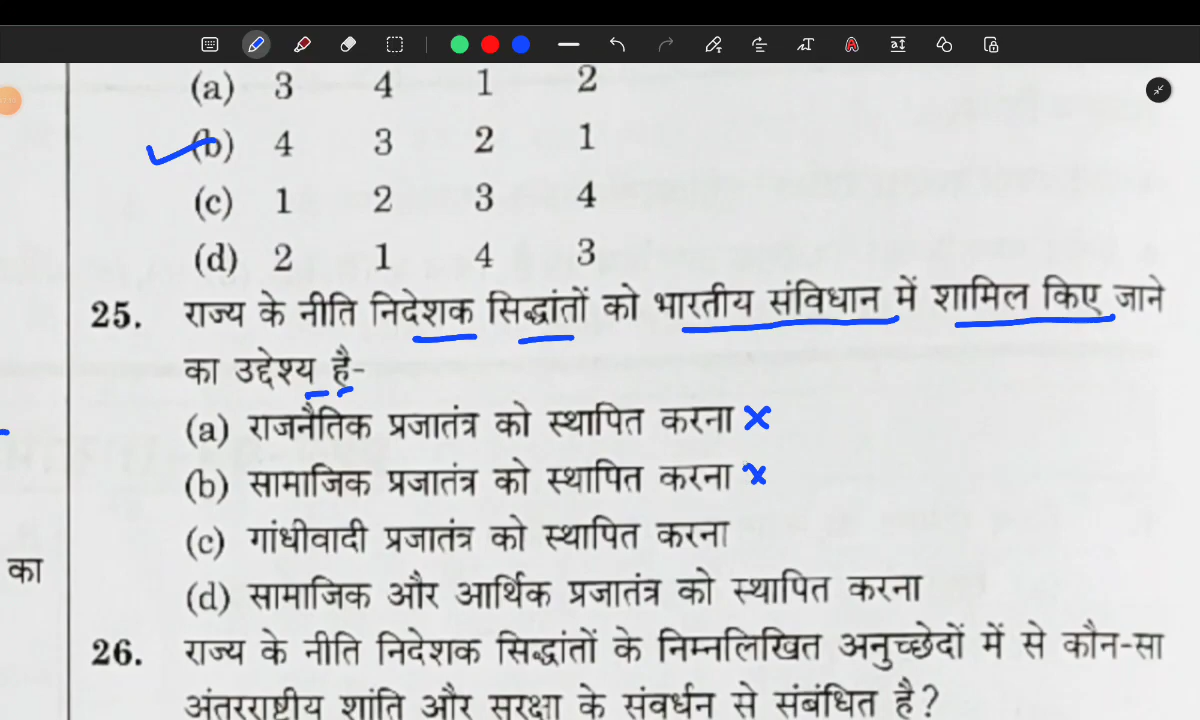 (a) 3 4 1 2
(b) 4 3 2 1
(c) 1 2 3 4
(d) 2 1 4 3
25. राज्य के नीति निदेशक सिद्धांतों को भारतीय संविधान में शामिल किए जाने
का उद्देश्य है-
(a) राजनैतिक प्रजातंत्र को स्थापित करना
(b) सामाजिक प्रजातंत्र को स्थापित करना
(c) गांधीवादी प्रजातंत्र को स्थापित करना
का
(d) सामाजिक और आर्थिक प्रजातंत्र को स्थापित करना
26. राज्य के नीति निदेशक सिद्धांतों के निम्नलिखित अनुच्छेदों में से कौन-सा
अंतरराष्ट्रीय शांति और सुरक्षा के संवर्धन से संबंधित है?